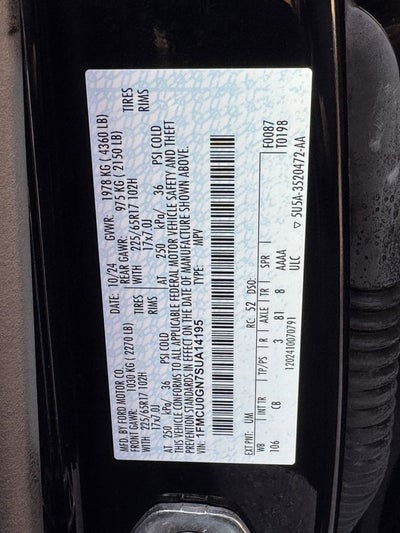 MFD. BY FORD MOTOR CO.
DATE: 10/24 GVWR: 1978 KG ( 4360 LB)
FRONT GAWR: 1030 KG ( 2270 LB) REAR GAWR: 975 KG ( 2150 LB)
WITH 225/65R17 102H TIRES WITH 225/65R17 102H TIRES
17x7.0J RIMS 17x7.0J RIMS
AT 250 kPa/ 36 PSI COLD AT 250 kPa/ 36 PSI COLD
THIS VEHICLE CONFORMS TO ALL APPLICABLE FEDERAL MOTOR VEHICLE SAFETY AND THEFT
PREVENTION STANDARDS IN EFFECT ON THE DATE OF MANUFACTURE SHOWN ABOVE.
VIN: 1FMCU0GN7SUA14195 TYPE: MPV
F0087
T0198
EXT PNT: UM RC: 52 DSO:
WB INT TR TP/PS R AXLE TR SPR
106 CB 3 B1 8 AAAA
ULC
1202410070791
5U5A-3520472-AA